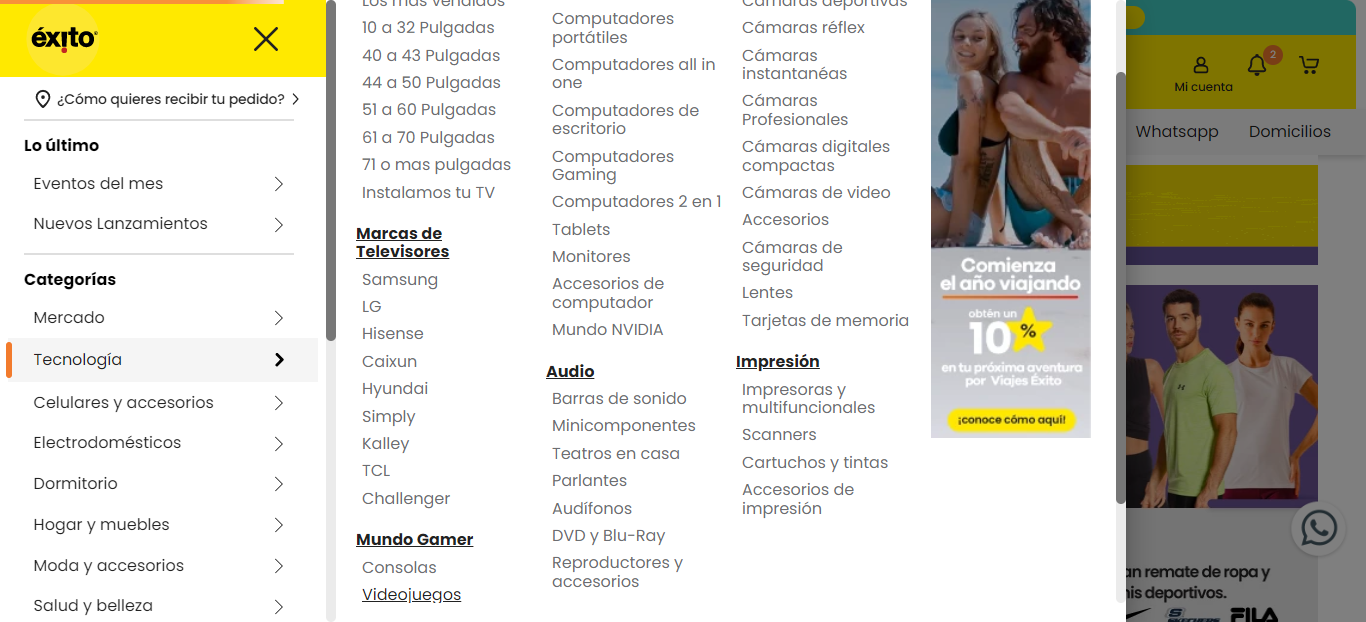 éxito
¿Cómo quieres recibir tu pedido?
Lo último
Eventos del mes
Nuevos Lanzamientos
Categorías
Mercado
Tecnología
Celulares y accesorios
Electrodomésticos
Dormitorio
Hogar y muebles
Moda y accesorios
Salud y belleza
Los más vendidos
10 a 32 Pulgadas
40 a 43 Pulgadas
44 a 50 Pulgadas
51 a 60 Pulgadas
61 a 70 Pulgadas
71 o mas pulgadas
Instalamos tu TV
Marcas de
Televisores
Samsung
LG
Hisense
Caixun
Hyundai
Simply
Kalley
TCL
Challenger
Mundo Gamer
Consolas
Videojuegos
Computadores
portátiles
Computadores all in
one
Computadores de
escritorio
Computadores
Gaming
Computadores 2 en 1
Tablets
Monitores
Accesorios de
computador
Mundo NVIDIA
Audio
Barras de sonido
Minicomponentes
Teatros en casa
Parlantes
Audífonos
DVD y Blu-Ray
Reproductores y
accesorios
Cámaras deportivas
Cámaras réflex
Cámaras
instantaneás
Cámaras
Profesionales
Cámaras digitales
compactas
Cámaras de video
Accesorios
Cámaras de
seguridad
Lentes
Tarjetas de memoria
Impresión
Impresoras y
multifuncionales
Scanners
Cartuchos y tintas
Accesorios de
impresión
Comienza
el año viajando
obtén un
10%
en tu próxima aventura
por Viajes Éxito
¡conoce cómo aquí!
2
Mi cuenta
Whatsapp
Domicilios
an remate de ropa y
nis deportivos.
SKECHERS
FILA